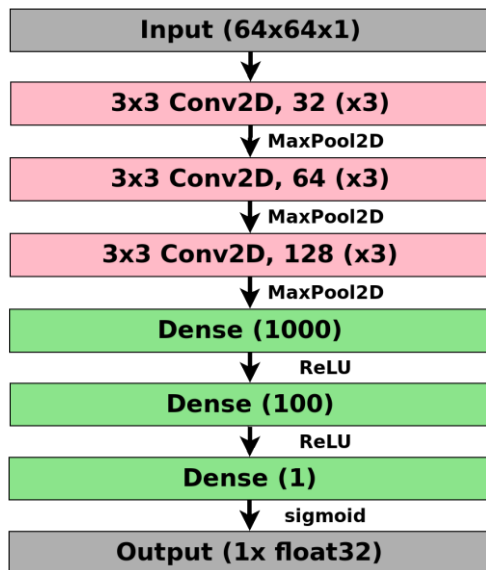 Input (64x64x1)
3x3 Conv2D, 32 (x3)
MaxPool2D
3x3 Conv2D, 64 (x3)
MaxPool2D
3x3 Conv2D, 128 (x3)
MaxPool2D
Dense (1000)
ReLU
Dense (100)
ReLU
Dense (1)
sigmoid
Output (1x float32)